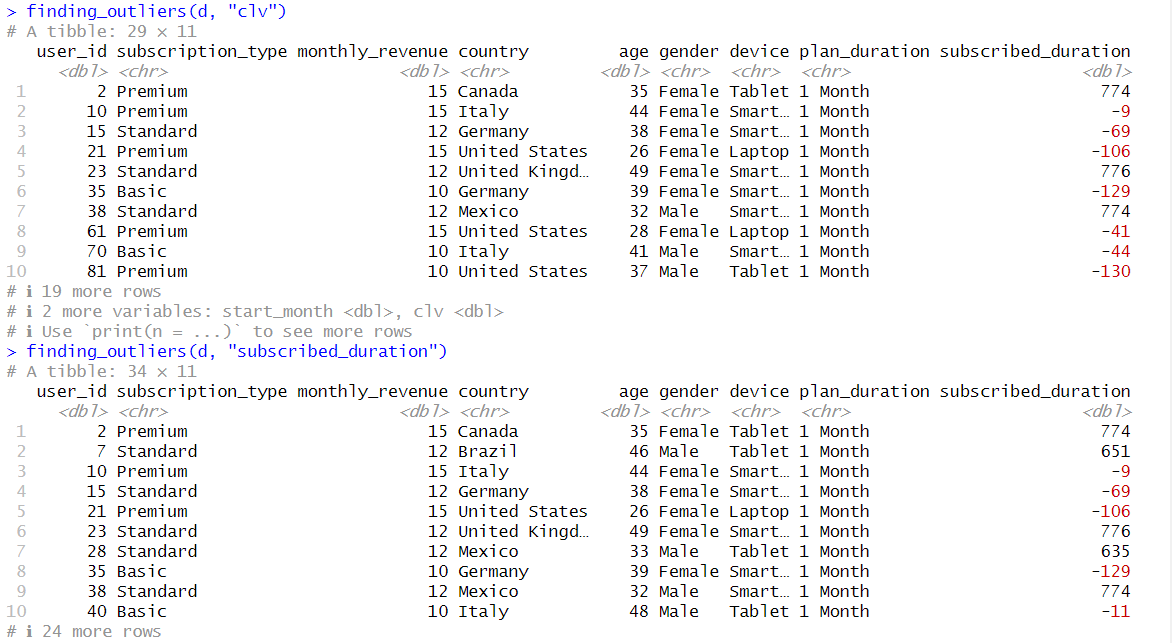 > finding_outliers(d, "clv")
# A tibble: 29 × 11
user_id subscription_type monthly_revenue country age gender device plan_duration subscribed_duration
<dbl> <chr> <dbl> <chr> <dbl> <chr> <chr> <chr> <dbl>
1 2 Premium 15 Canada 35 Female Tablet 1 Month 774
2 10 Premium 15 Italy 44 Female Smart… 1 Month -9
3 15 Standard 12 Germany 38 Female Smart… 1 Month -69
4 21 Premium 15 United States 26 Female Laptop 1 Month -106
5 23 Standard 12 United Kingd… 49 Female Smart… 1 Month 776
6 35 Basic 10 Germany 39 Female Smart… 1 Month -129
7 38 Standard 12 Mexico 32 Male Smart… 1 Month 774
8 61 Premium 15 United States 28 Female Laptop 1 Month -41
9 70 Basic 10 Italy 41 Male Smart… 1 Month -44
10 81 Premium 10 United States 37 Male Tablet 1 Month -130
# ℹ 19 more rows
# ℹ 2 more variables: start_month <dbl>, clv <dbl>
# ℹ Use `print(n = ...)` to see more rows
> finding_outliers(d, "subscribed_duration")
# A tibble: 34 × 11
user_id subscription_type monthly_revenue country age gender device plan_duration subscribed_duration
<dbl> <chr> <dbl> <chr> <dbl> <chr> <chr> <chr> <dbl>
1 2 Premium 15 Canada 35 Female Tablet 1 Month 774
2 7 Standard 12 Brazil 46 Male Tablet 1 Month 651
3 10 Premium 15 Italy 44 Female Smart… 1 Month -9
4 15 Standard 12 Germany 38 Female Smart… 1 Month -69
5 21 Premium 15 United States 26 Female Laptop 1 Month -106
6 23 Standard 12 United Kingd… 49 Female Smart… 1 Month 776
7 28 Standard 12 Mexico 33 Male Tablet 1 Month 635
8 35 Basic 10 Germany 39 Female Smart… 1 Month -129
9 38 Standard 12 Mexico 32 Male Smart… 1 Month 774
10 40 Basic 10 Italy 48 Male Tablet 1 Month -11
# ℹ 24 more rows